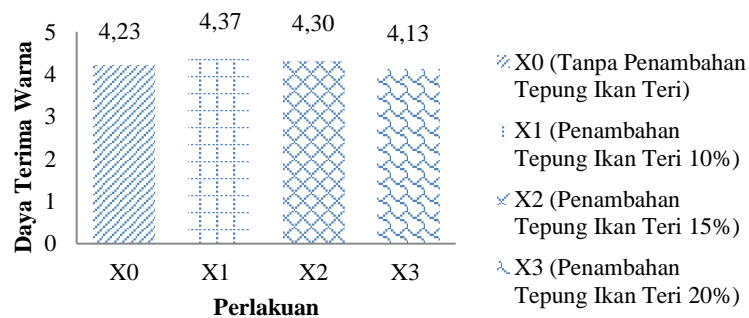 4,23 4,37 4,30 4,13
5
4
3
2
1
0
Daya Terima Warna
X0 X1 X2 X3
Perlakuan
X0 (Tanpa Penambahan
Tepung Ikan Teri)
X1 (Penambahan
Tepung Ikan Teri 10%)
X2 (Penambahan
Tepung Ikan Teri 15%)
X3 (Penambahan
Tepung Ikan Teri 20%)